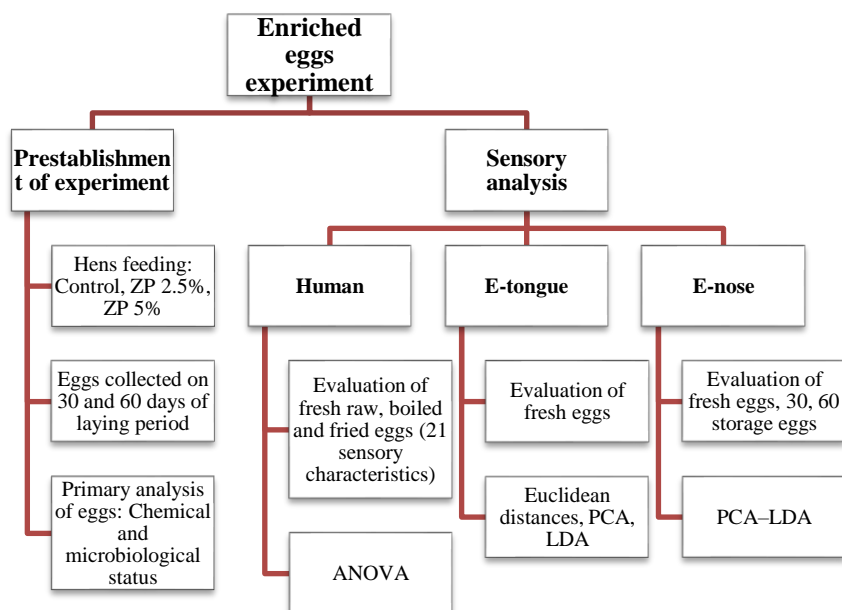 Enriched
eggs
experiment
Prestablishmen
t of experiment
Hens feeding:
Control, ZP 2.5%,
ZP 5%
Eggs collected on
30 and 60 days of
laying period
Primary analysis
of eggs: Chemical
and
microbiological
status
Sensory
analysis
Human
Evaluation of
fresh raw, boiled
and fried eggs (21
sensory
characteristics)
ANOVA
E-tongue
Evaluation of
fresh eggs
Euclidean
distances, PCA,
LDA
E-nose
Evaluation of
fresh eggs, 30, 60
storage eggs
PCA–LDA